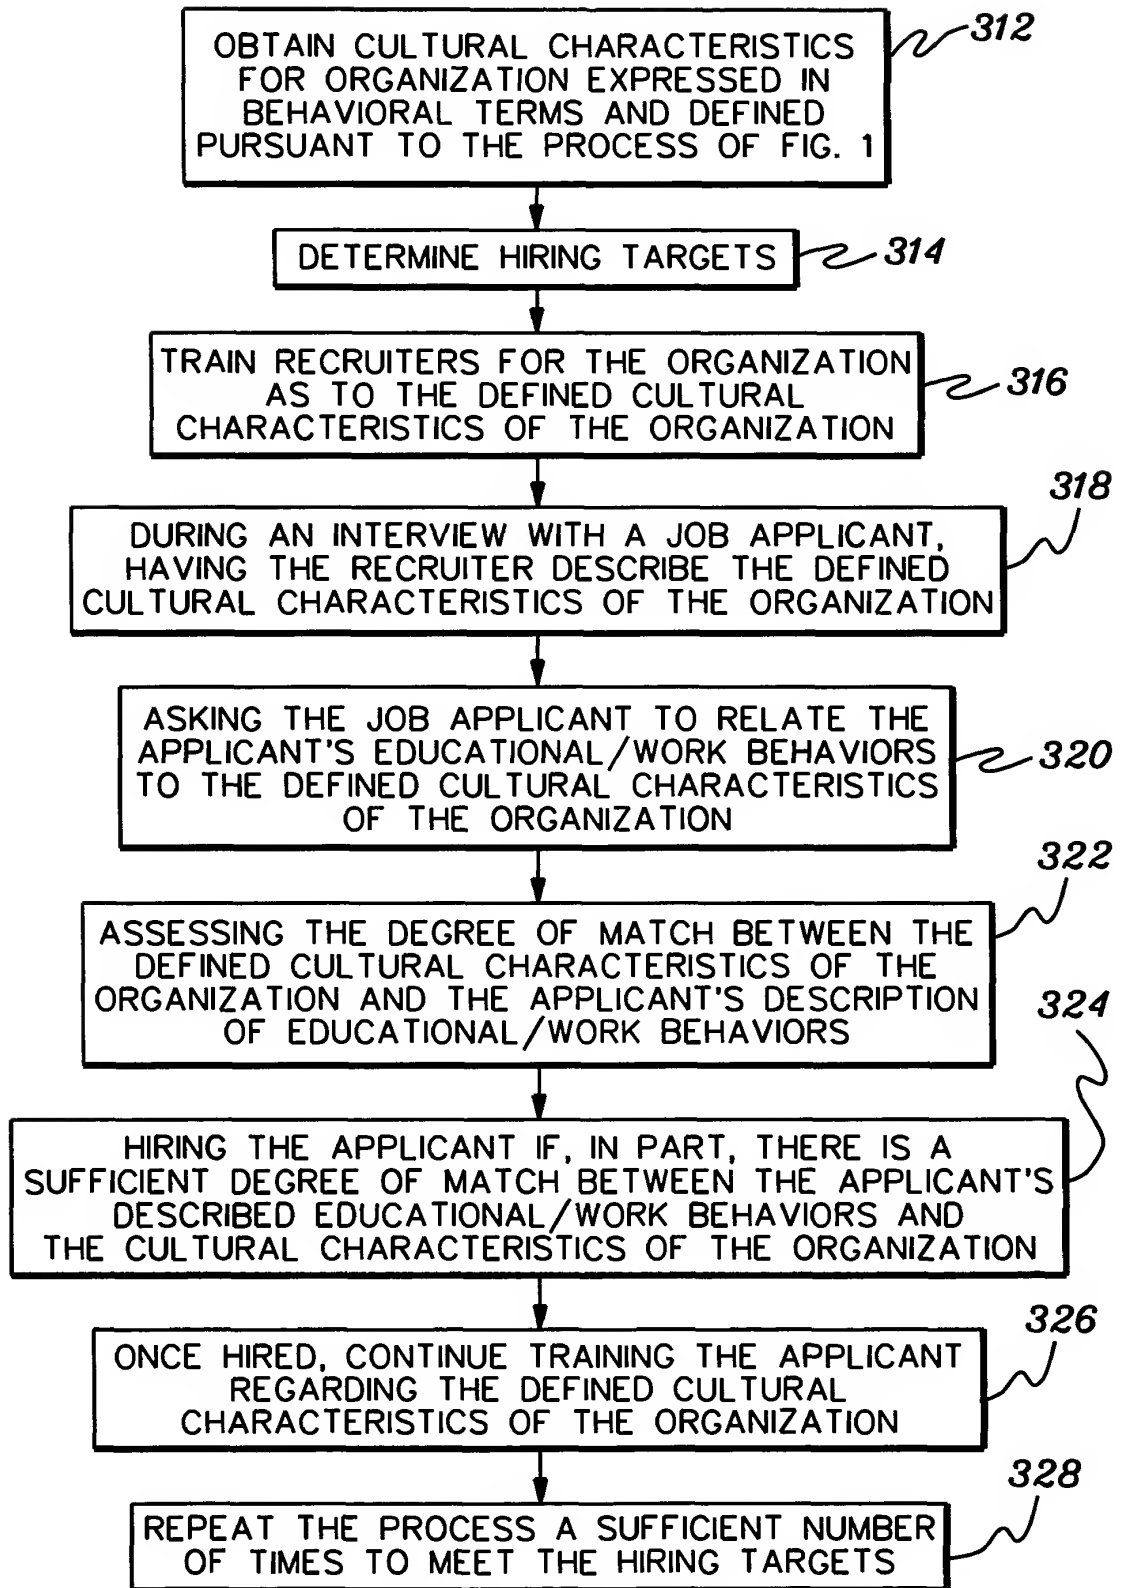 OBTAIN CULTURAL CHARACTERISTICS
FOR ORGANIZATION EXPRESSED IN
BEHAVIORAL TERMS AND DEFINED
PURSUANT TO THE PROCESS OF FIG. 1
312
DETERMINE HIRING TARGETS
314
TRAIN RECRUITERS FOR THE ORGANIZATION
AS TO THE DEFINED CULTURAL
CHARACTERISTICS OF THE ORGANIZATION
316
318
DURING AN INTERVIEW WITH A JOB APPLICANT,
HAVING THE RECRUITER DESCRIBE THE DEFINED
CULTURAL CHARACTERISTICS OF THE ORGANIZATION
ASKING THE JOB APPLICANT TO RELATE THE
APPLICANT'S EDUCATIONAL/WORK BEHAVIORS
TO THE DEFINED CULTURAL CHARACTERISTICS
OF THE ORGANIZATION
320
322
ASSESSING THE DEGREE OF MATCH BETWEEN THE
DEFINED CULTURAL CHARACTERISTICS OF THE
ORGANIZATION AND THE APPLICANT'S DESCRIPTION
OF EDUCATIONAL/WORK BEHAVIORS
324
HIRING THE APPLICANT IF, IN PART, THERE IS A
SUFFICIENT DEGREE OF MATCH BETWEEN THE APPLICANT'S
DESCRIBED EDUCATIONAL/WORK BEHAVIORS AND
THE CULTURAL CHARACTERISTICS OF THE ORGANIZATION
326
ONCE HIRED, CONTINUE TRAINING THE APPLICANT
REGARDING THE DEFINED CULTURAL
CHARACTERISTICS OF THE ORGANIZATION
328
REPEAT THE PROCESS A SUFFICIENT NUMBER
OF TIMES TO MEET THE HIRING TARGETS